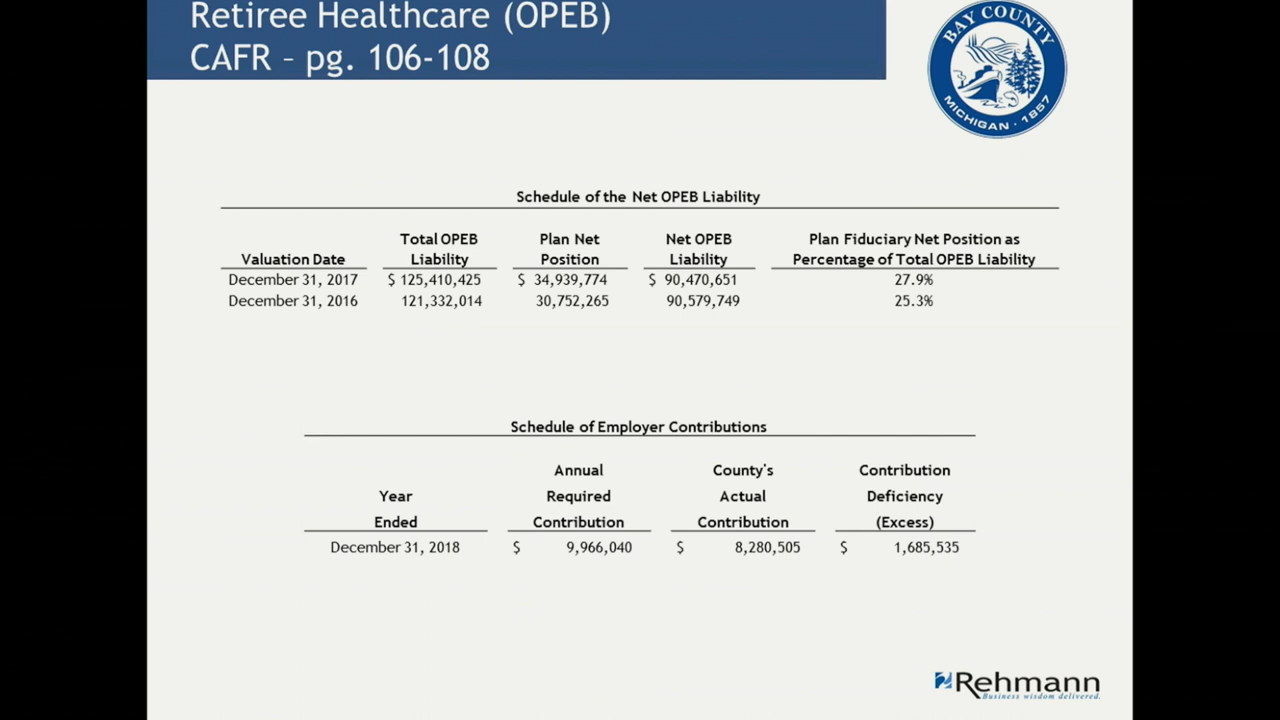 Retiree Healthcare (OPEB)
CAFR – pg. 106-108
BAY COUNTY
MICHIGAN · 1857
Schedule of the Net OPEB Liability
Total OPEB Plan Net Net OPEB Plan Fiduciary Net Position as
Valuation Date Liability Position Liability Percentage of Total OPEB Liability
December 31, 2017 $ 125,410,425 $ 34,939,774 $ 90,470,651 27.9%
December 31, 2016 121,332,014 30,752,265 90,579,749 25.3%
Schedule of Employer Contributions
Annual County's Contribution
Year Required Actual Deficiency
Ended Contribution Contribution (Excess)
December 31, 2018 $ 9,966,040 $ 8,280,505 $ 1,685,535
Rehmann
Business wisdom delivered.